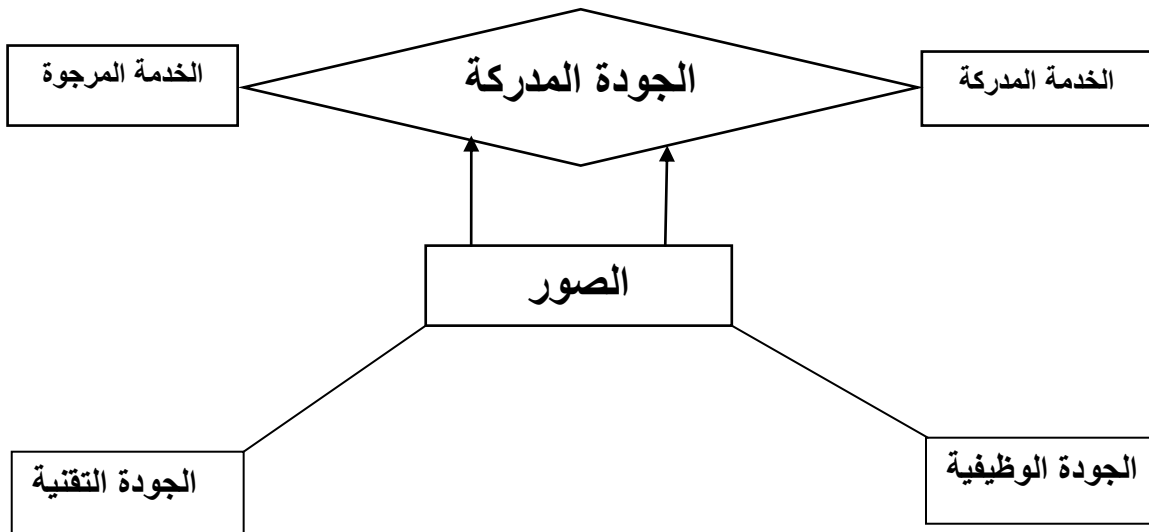 الجودة المدركة
الخدمة المدركة
الخدمة المرجوة
الصور
الجودة الوظيفية
الجودة التقنية